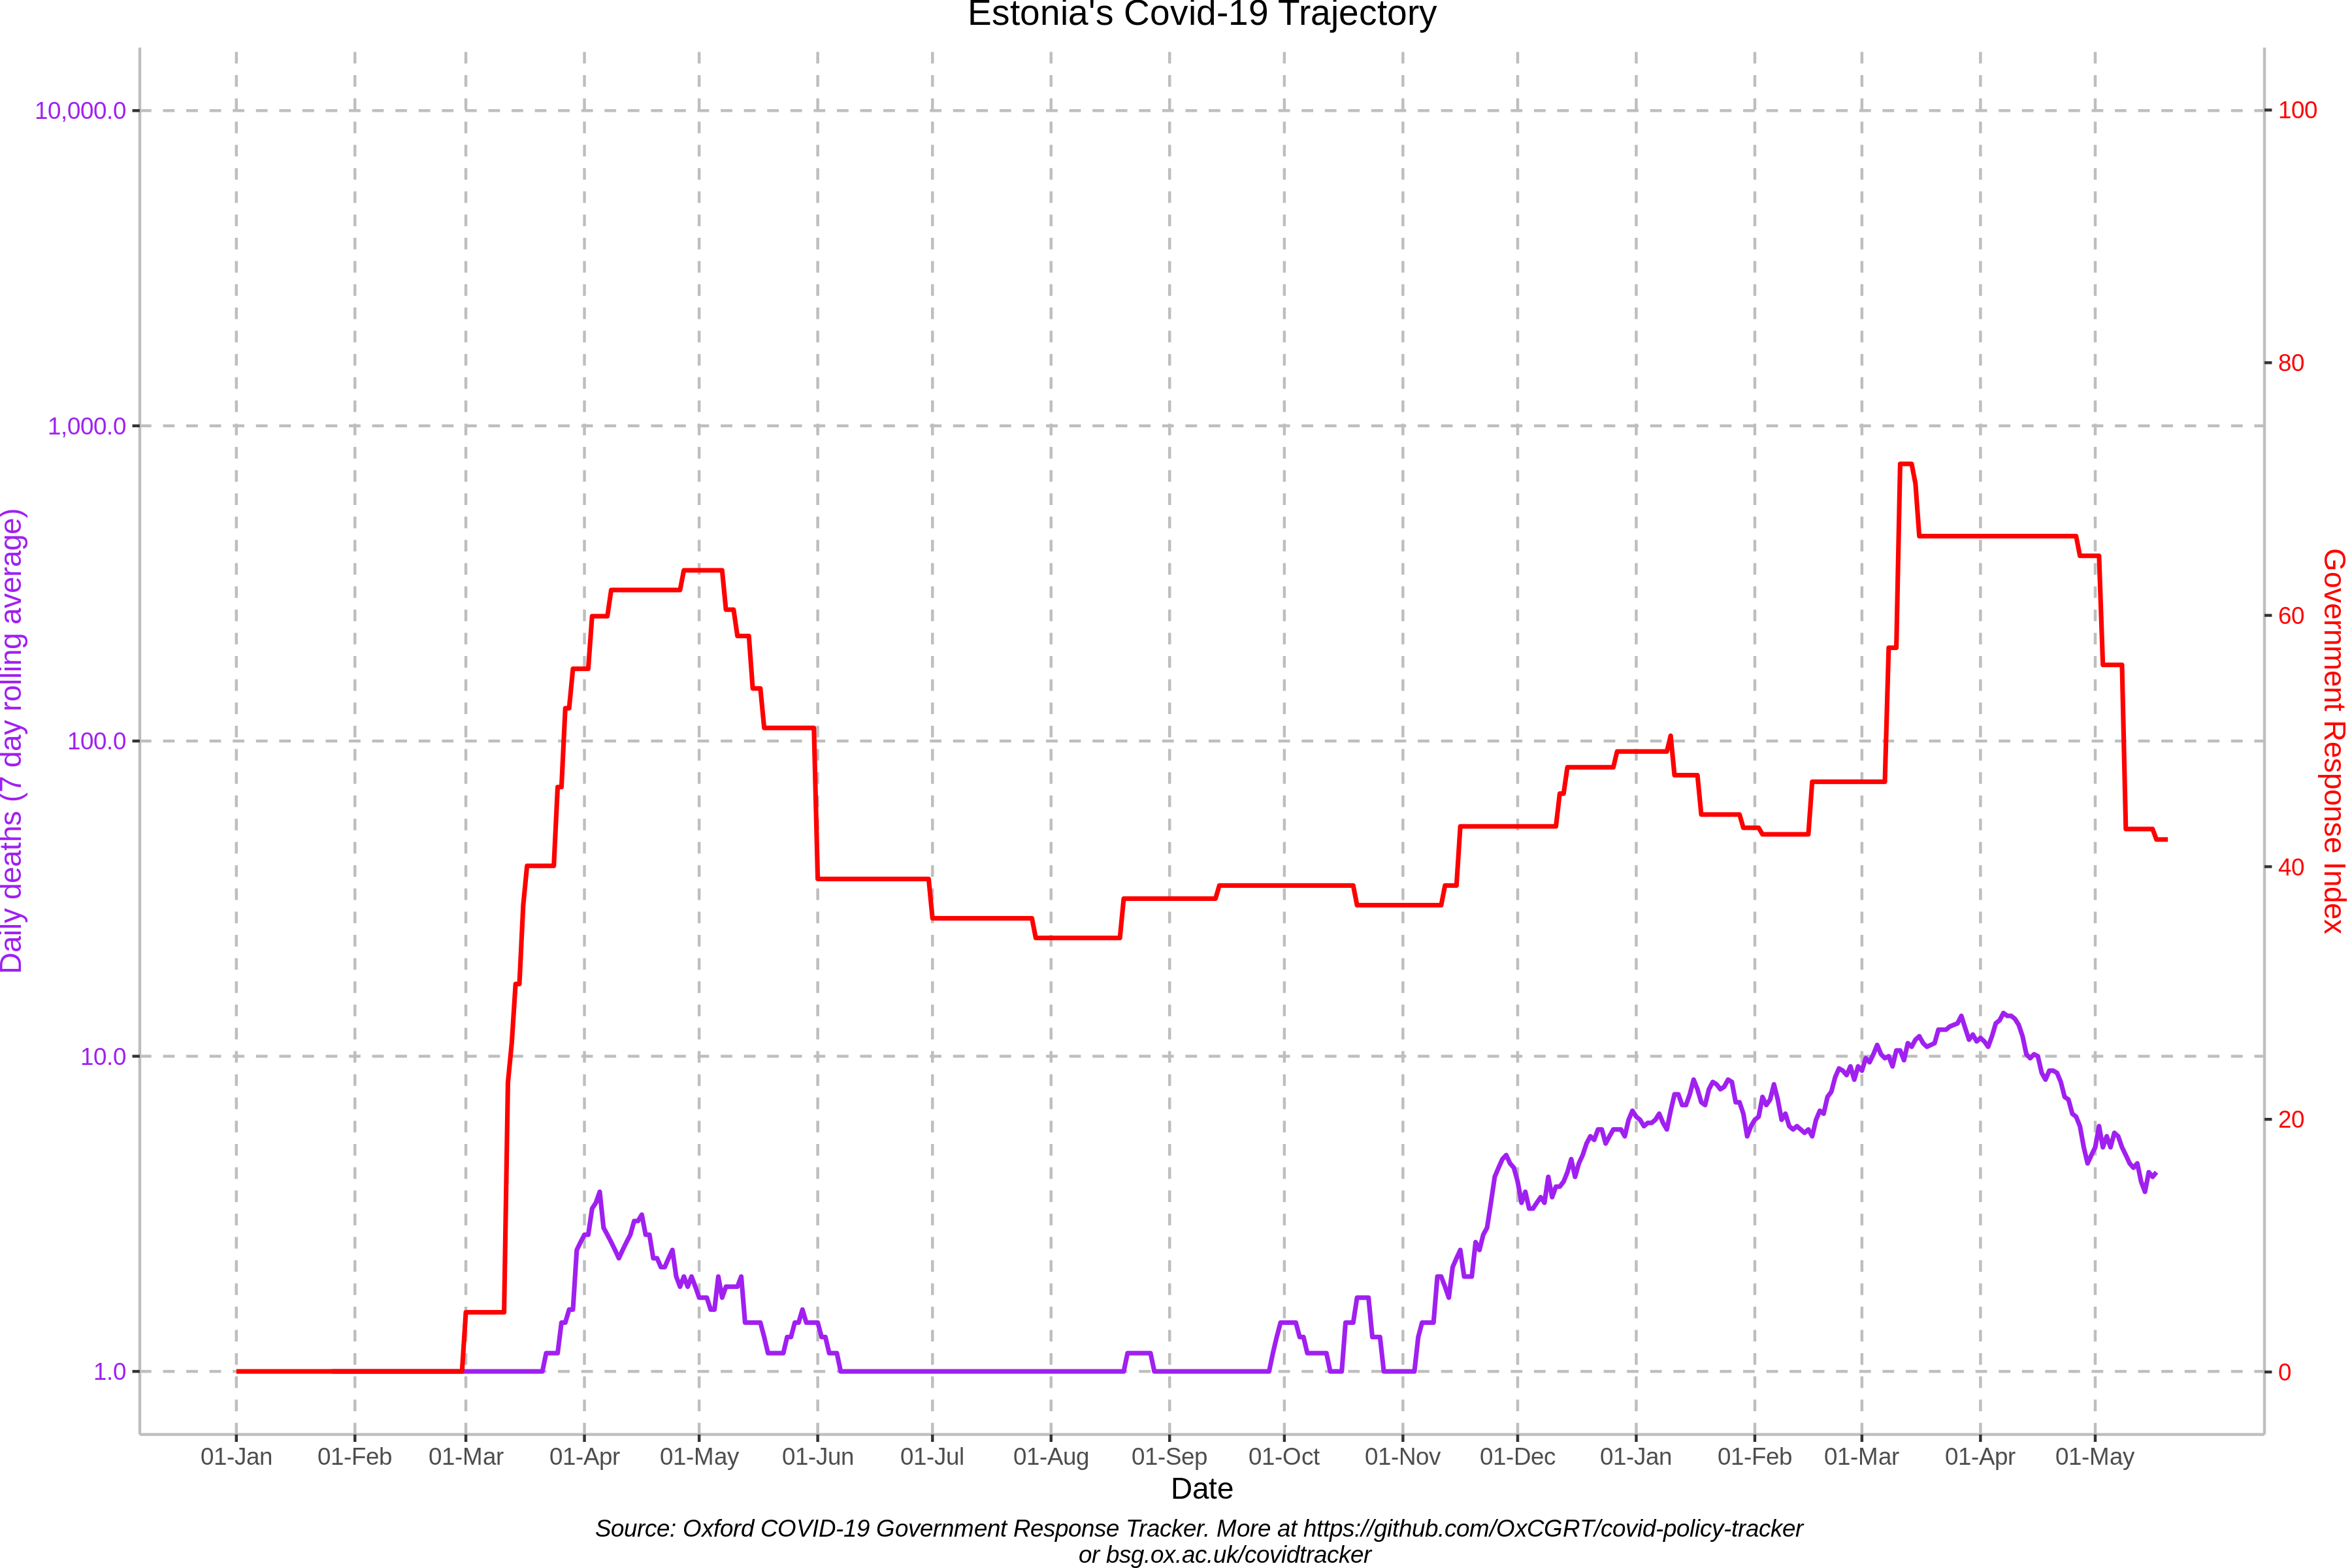 Estonia's Covid-19 Trajectory
10,000.0
1,000.0
100.0
10.0
1.0
Daily deaths (7 day rolling average)
100
80
60
40
20
0
Government Response Index
01-Jan 01-Feb 01-Mar 01-Apr 01-May 01-Jun 01-Jul 01-Aug 01-Sep 01-Oct 01-Nov 01-Dec 01-Jan 01-Feb 01-Mar 01-Apr 01-May
Date
Source: Oxford COVID-19 Government Response Tracker. More at https://github.com/OxCGRT/covid-policy-tracker
or bsg.ox.ac.uk/covidtracker